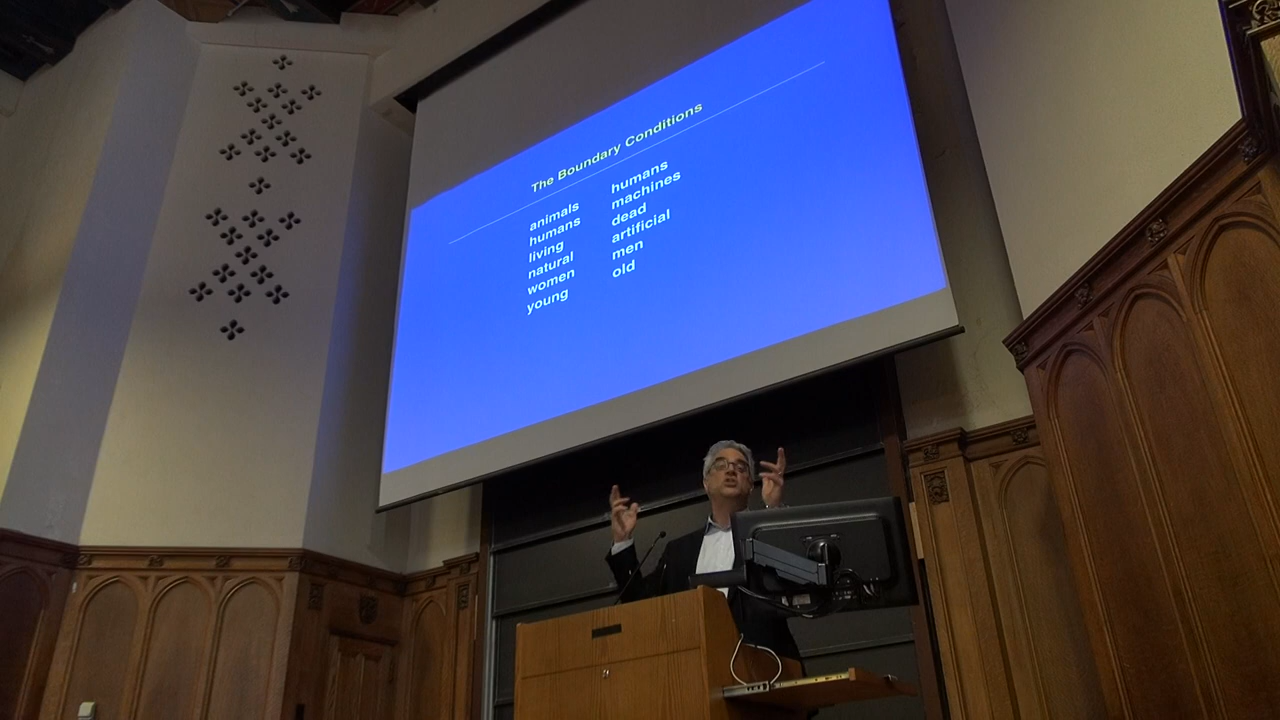 The Boundary Conditions
animals humans
humans machines
living dead
natural artificial
women men
young old